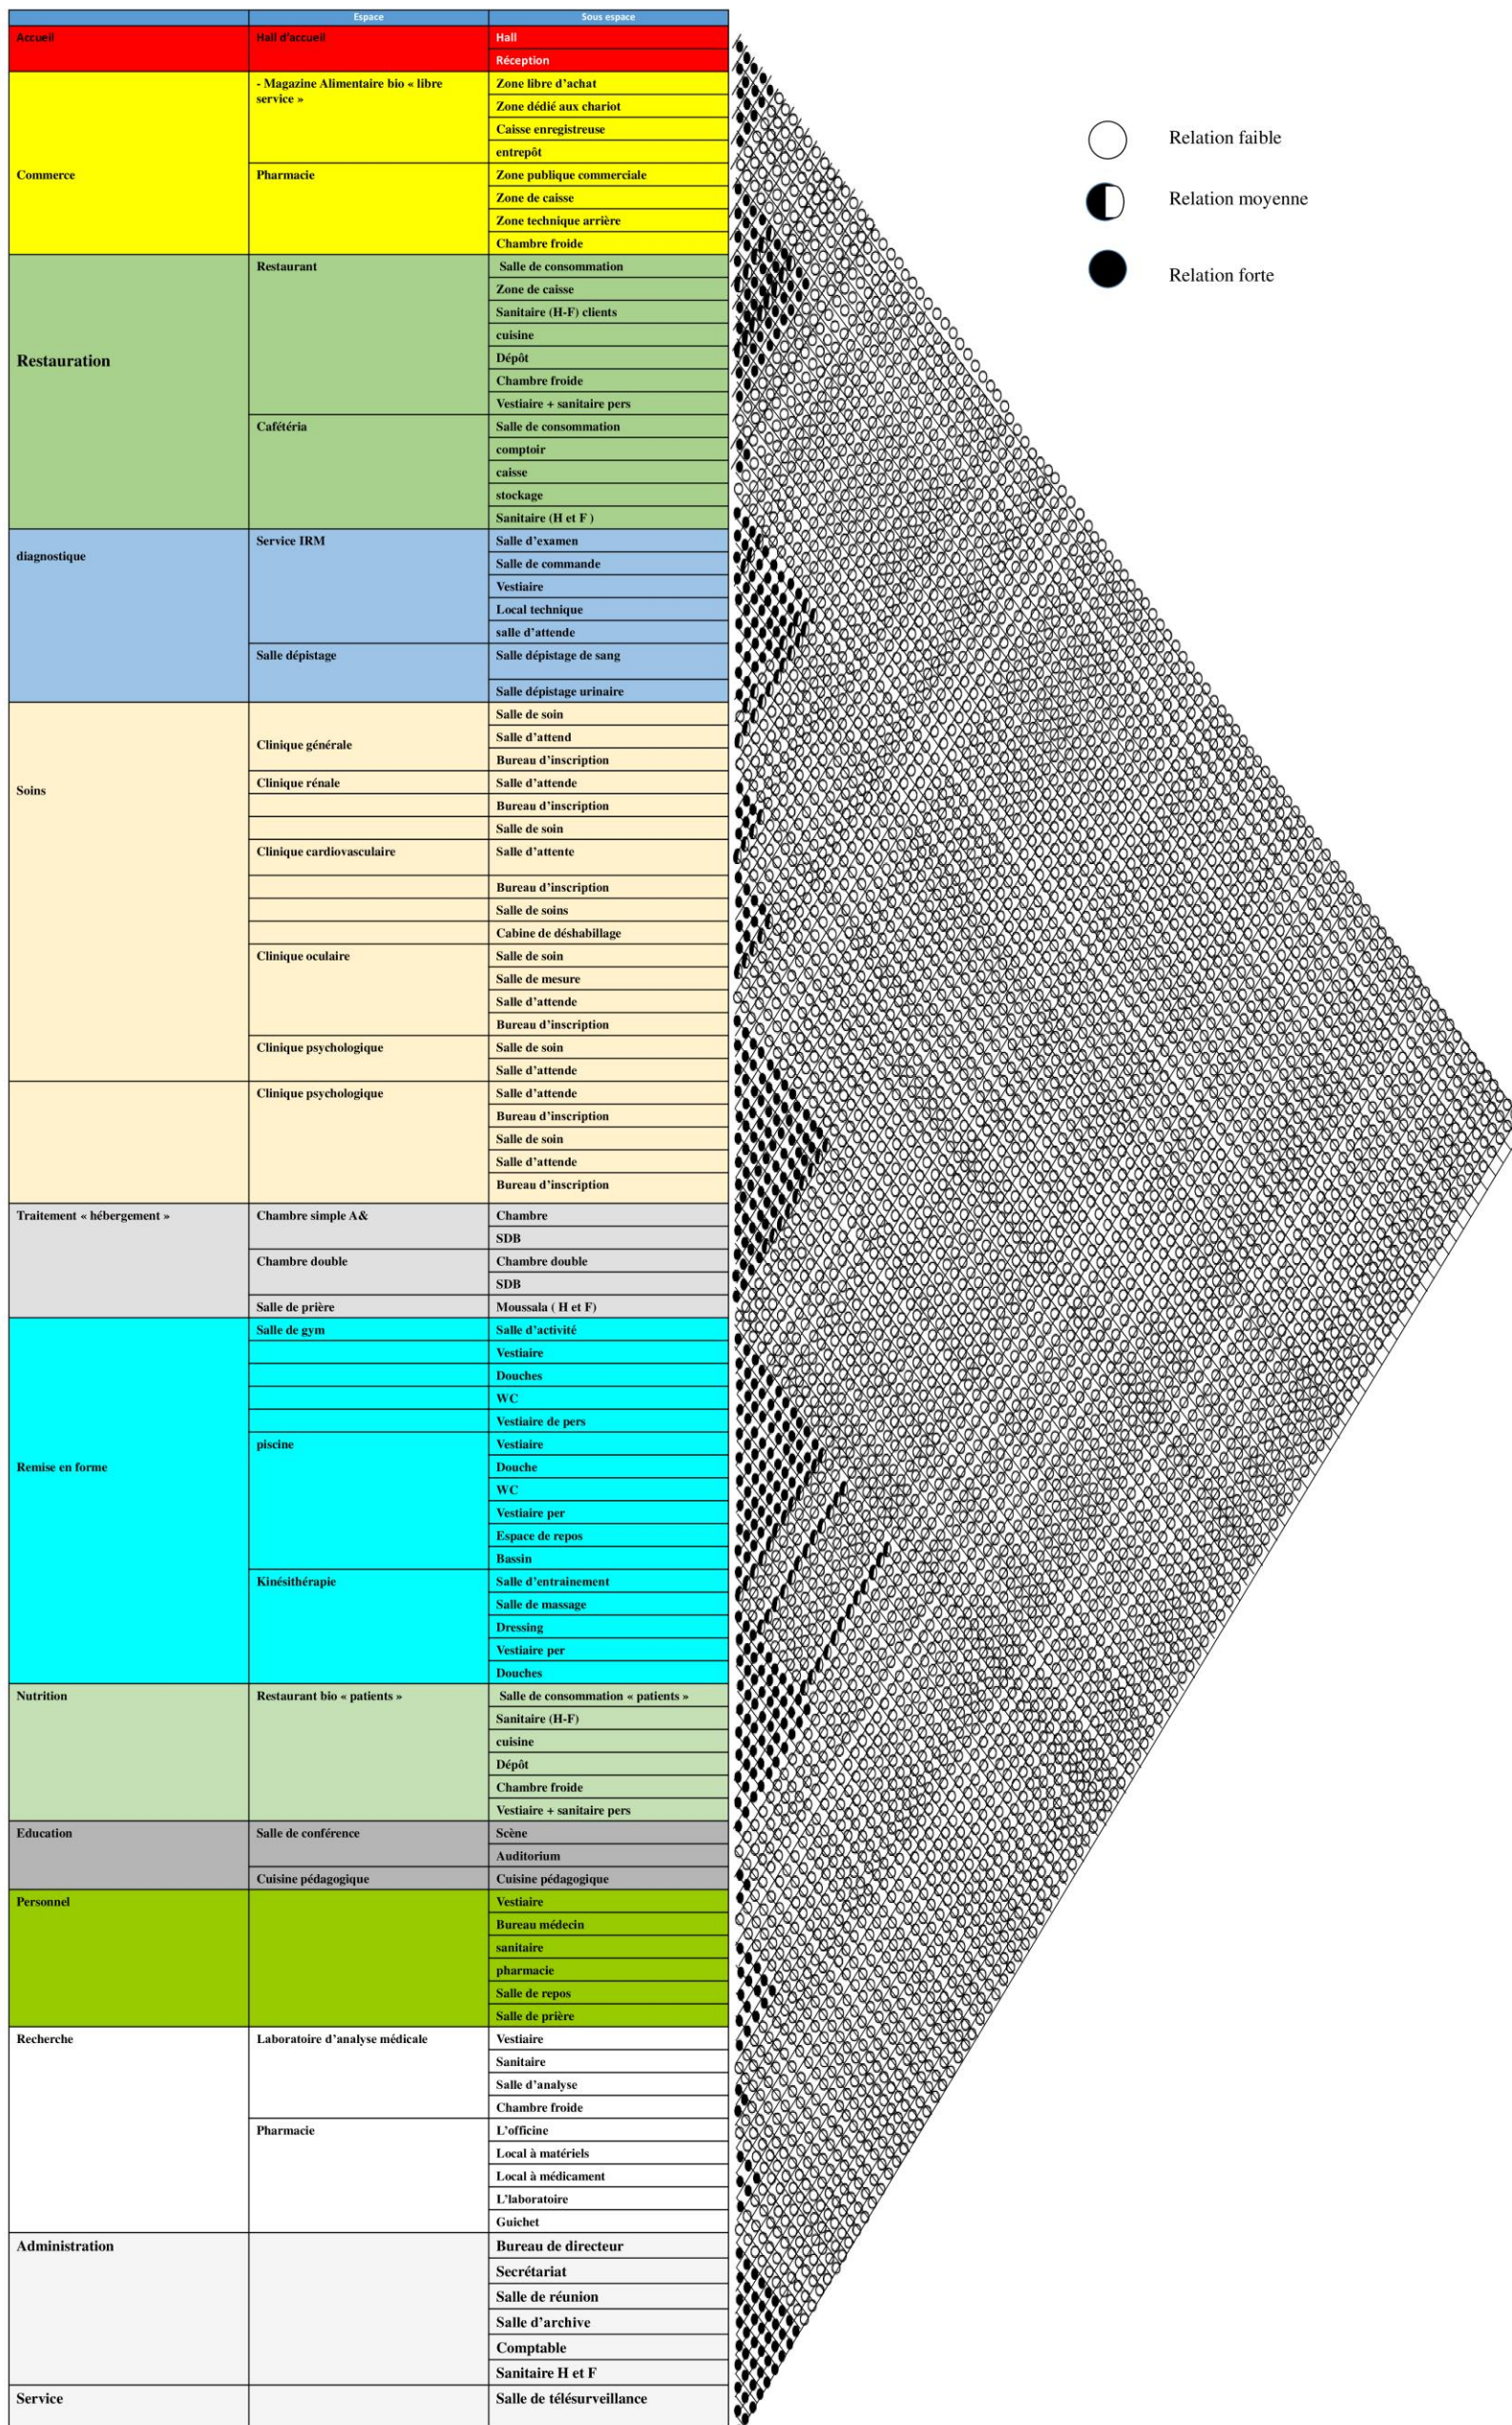 Espace Sous espace
Accueil Hall d'accueil Hall
Réception
- Magazine Alimentaire bio « libre Zone libre d'achat
service »
Zone dédié aux chariot
Caisse enregistreuse
entrepôt
Commerce Pharmacie Zone publique commerciale
Zone de caisse
Zone technique arrière
Chambre froide
Restaurant Salle de consommation
Zone de caisse
Sanitaire (H-F) clients
cuisine
Restauration Dépôt
Chambre froide
Vestiaire + sanitaire pers
Cafétéria Salle de consommation
comptoir
caisse
stockage
Sanitaire (H et F )
Service IRM Salle d'examen
diagnostique Salle de commande
Vestiaire
Local technique
salle d'attende
Salle dépistage Salle dépistage de sang
Salle dépistage urinaire
Salle de soin
Salle d'attend
Clinique générale
Bureau d'inscription
Clinique rénale Salle d'attende
Soins
Bureau d'inscription
Salle de soin
Clinique cardiovasculaire Salle d'attente
Bureau d'inscription
Salle de soins
Cabine de déshabillage
Clinique oculaire Salle de soin
Salle de mesure
Salle d'attende
Bureau d'inscription
Clinique psychologique Salle de soin
Salle d'attende
Clinique psychologique Salle d'attende
Bureau d'inscription
Salle de soin
Salle d'attende
Bureau d'inscription
Traitement « hébergement » Chambre simple A& Chambre
SDB
Chambre double Chambre double
SDB
Salle de prière Moussala ( H et F)
Salle de gym Salle d'activité
Vestiaire
Douches
WC
Vestiaire de pers
piscine Vestiaire
Remise en forme Douche
WC
Vestiaire per
Espace de repos
Bassin
Kinésithérapie Salle d'entrainement
Salle de massage
Dressing
Vestiaire per
Douches
Nutrition Restaurant bio « patients » Salle de consommation « patients »
Sanitaire (H-F)
cuisine
Dépôt
Chambre froide
Vestiaire + sanitaire pers
Education Salle de conférence Scène
Auditorium
Cuisine pédagogique Cuisine pédagogique
Personnel Vestiaire
Bureau médecin
sanitaire
pharmacie
Salle de repos
Salle de prière
Recherche Laboratoire d'analyse médicale Vestiaire
Sanitaire
Salle d'analyse
Chambre froide
Pharmacie L'officine
Local à matériels
Local à médicament
L'laboratoire
Guichet
Administration Bureau de directeur
Secrétariat
Salle de réunion
Salle d'archive
Comptable
Sanitaire H et F
Service Salle de télésurveillance
Relation faible
Relation moyenne
Relation forte